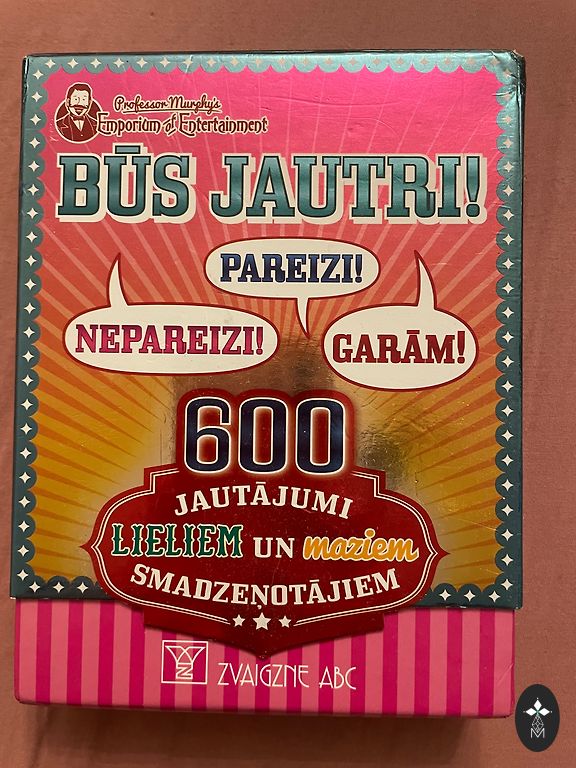 Professor Murphy's
Emporium of Entertainment
BŪS JAUTRI!
PAREIZI!
NEPAREIZI!
GARĀM!
600
JAUTĀJUMI
LIELIEM UN maziem
SMADZEŅOTĀJIEM
ZVAIGZNE ABC
M